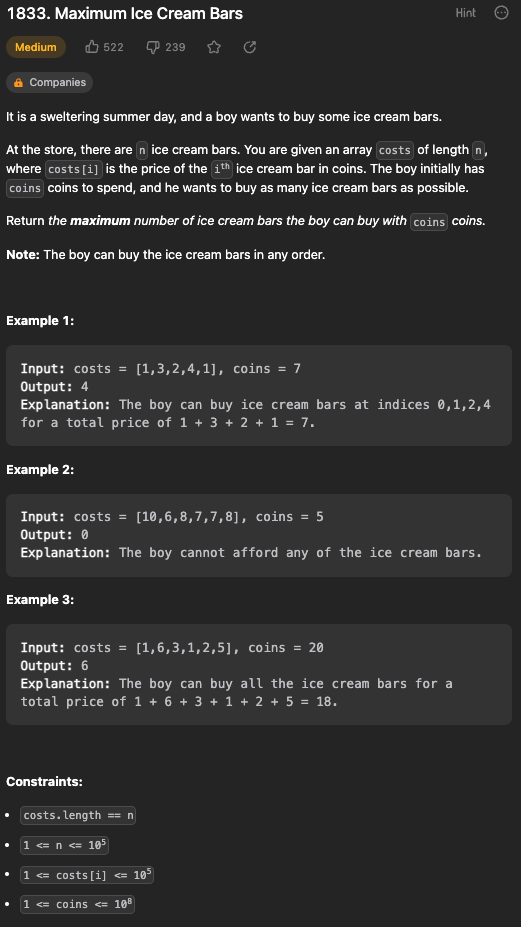 1833. Maximum Ice Cream Bars Hint
Medium 522 239
Companies
It is a sweltering summer day, and a boy wants to buy some ice cream bars.
At the store, there are n ice cream bars. You are given an array costs of length n,
where costs[i] is the price of the iᵗʰ ice cream bar in coins. The boy initially has
coins coins to spend, and he wants to buy as many ice cream bars as possible.
Return the maximum number of ice cream bars the boy can buy with coins coins.
Note: The boy can buy the ice cream bars in any order.
Example 1:
Input: costs = [1,3,2,4,1], coins = 7
Output: 4
Explanation: The boy can buy ice cream bars at indices 0,1,2,4
for a total price of 1 + 3 + 2 + 1 = 7.
Example 2:
Input: costs = [10,6,8,7,7,8], coins = 5
Output: 0
Explanation: The boy cannot afford any of the ice cream bars.
Example 3:
Input: costs = [1,6,3,1,2,5], coins = 20
Output: 6
Explanation: The boy can buy all the ice cream bars for a
total price of 1 + 6 + 3 + 1 + 2 + 5 = 18.
Constraints:
• costs.length == n
• 1 <= n <= 10⁵
• 1 <= costs[i] <= 10⁵
• 1 <= coins <= 10⁸